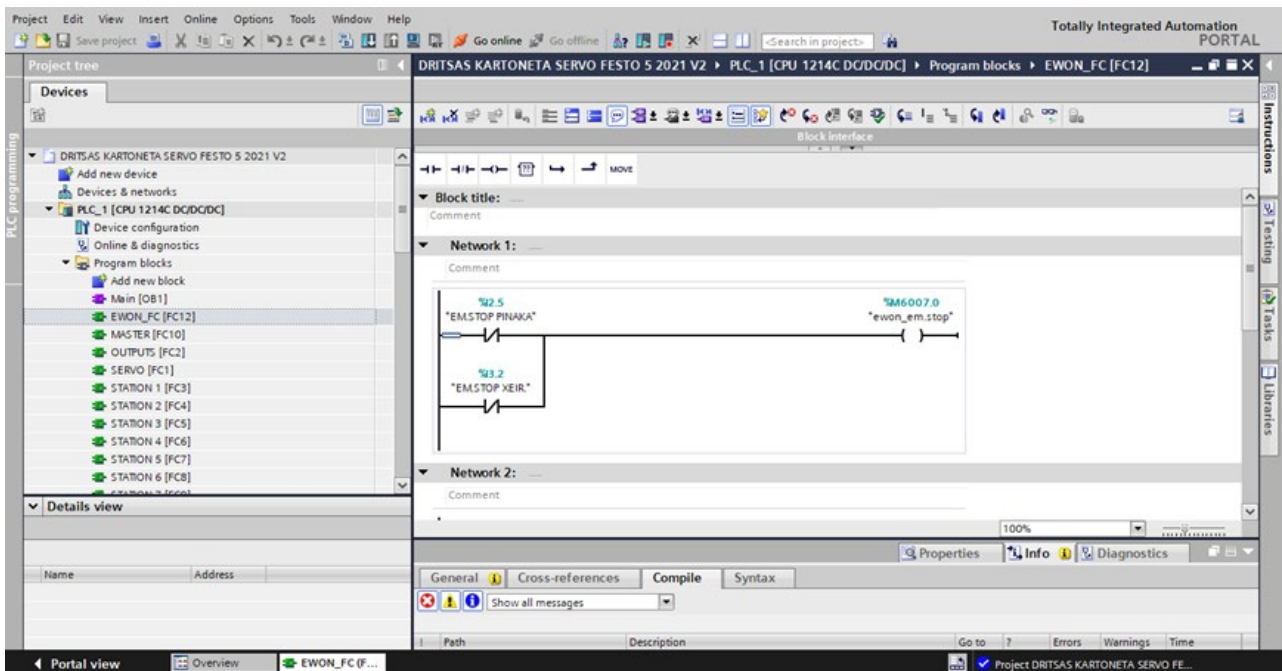 Project Edit View Insert Online Options Tools Window Help
Totally Integrated Automation
PORTAL
Save project Go online Go offline <Search in project>
Project tree
DRITSAS KARTONETA SERVO FESTO 5 2021 V2 PLC_1 [CPU 1214C DC/DC/DC] Program blocks EWON_FC [FC12]
Devices
PLC programming
Block interface
DRITSAS KARTONETA SERVO FESTO 5 2021 V2
Add new device
Devices & networks
PLC_1 [CPU 1214C DC/DC/DC]
Device configuration
Online & diagnostics
Program blocks
Add new block
Main [OB1]
EWON_FC [FC12]
MASTER [FC10]
OUTPUTS [FC2]
SERVO [FC1]
STATION 1 [FC3]
STATION 2 [FC4]
STATION 3 [FC5]
STATION 4 [FC6]
STATION 5 [FC7]
STATION 6 [FC8]
Details view
Name Address
MOVE
Block title:
Comment
Network 1:
Comment
%I2.5
"EM.STOP PINAKA"
%M6007.0
"ewon_em.stop"
%I3.2
"EM.STOP XEIR."
Network 2:
Comment
100%
Properties Info Diagnostics
General Cross-references Compile Syntax
Show all messages
! Path Description Go to ? Errors Warnings Time
Instructions
Testing
Tasks
Libraries
Portal view Overview EWON_FC (F... Project DRITSAS KARTONETA SERVO FE...